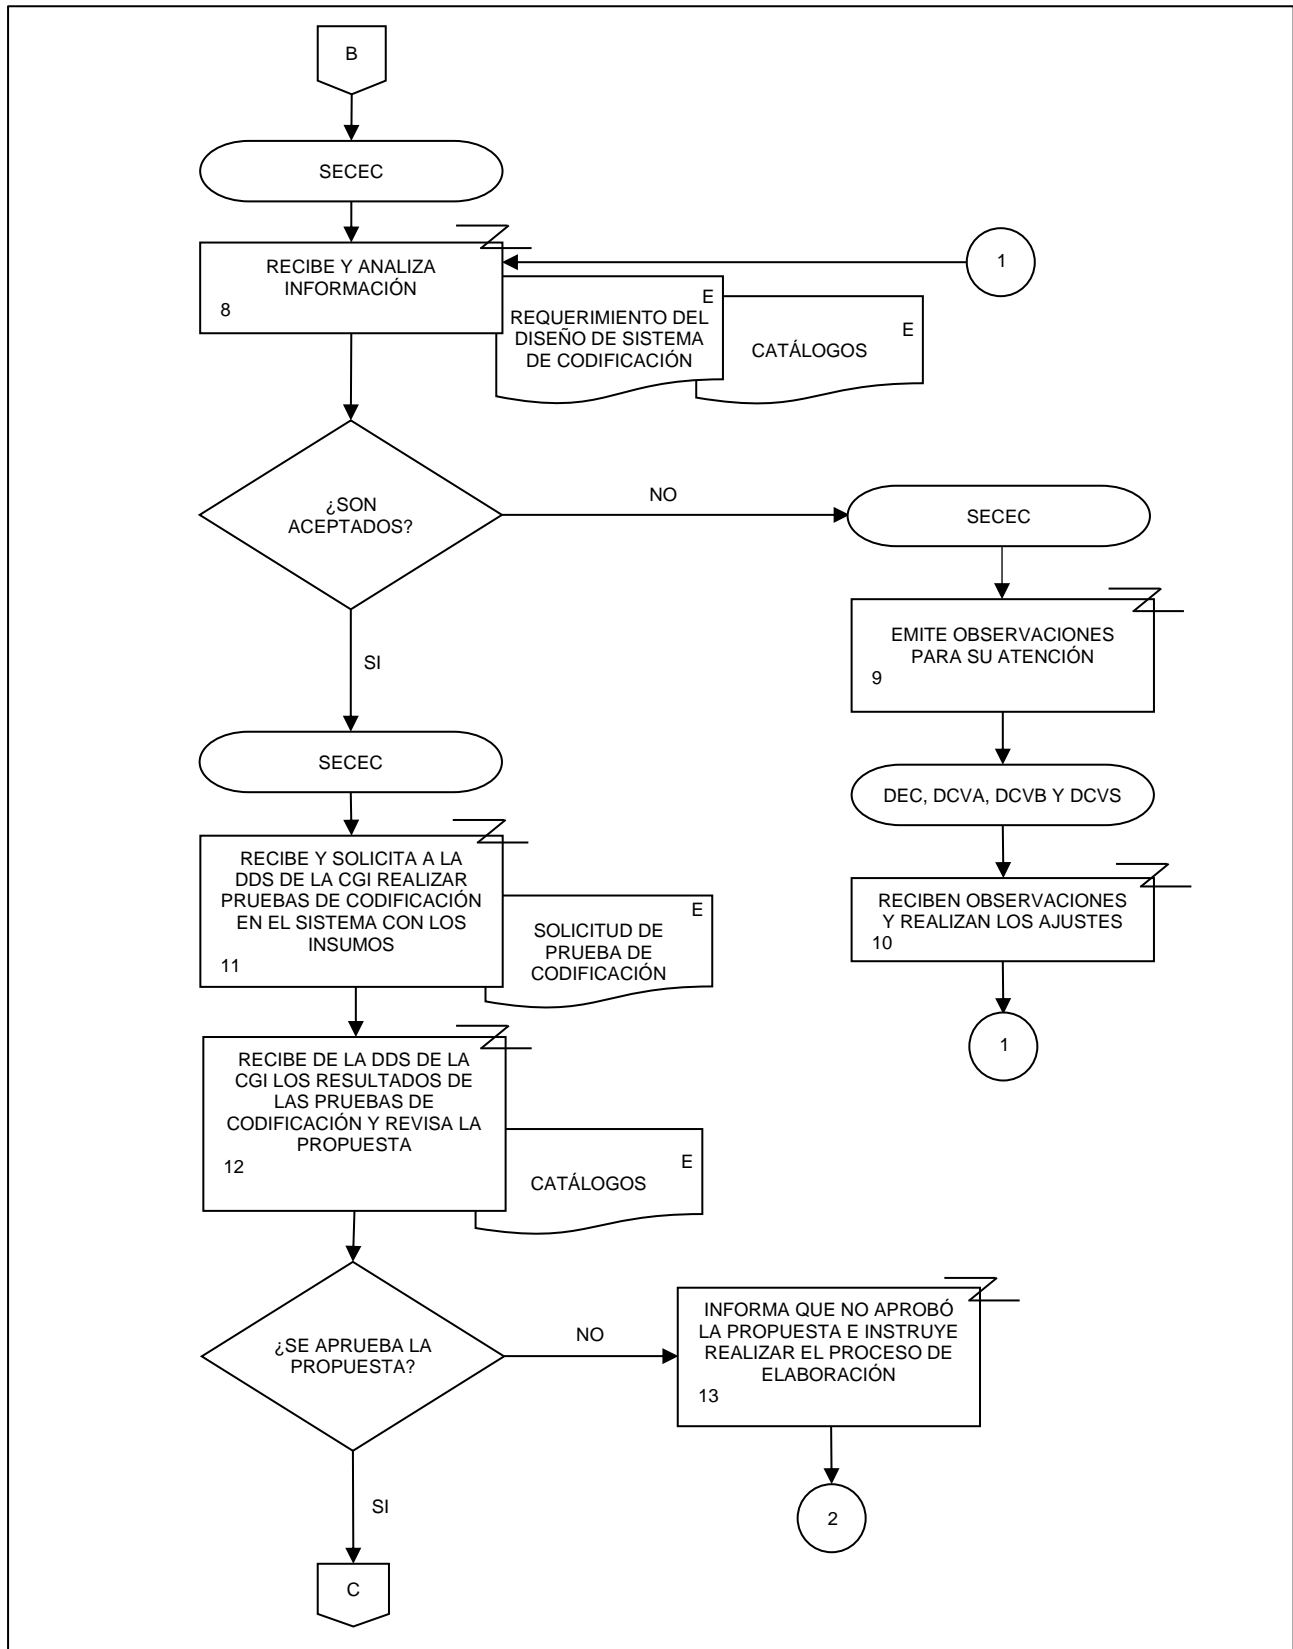 B
SECEC
RECIBE Y ANALIZA
INFORMACIÓN
8
1
E
REQUERIMIENTO DEL
DISEÑO DE SISTEMA
DE CODIFICACIÓN
E
CATÁLOGOS
¿SON
ACEPTADOS?
NO
SECEC
EMITE OBSERVACIONES
PARA SU ATENCIÓN
9
SI
SECEC
DEC, DCVA, DCVB Y DCVS
RECIBE Y SOLICITA A LA
DDS DE LA CGI REALIZAR
PRUEBAS DE CODIFICACIÓN
EN EL SISTEMA CON LOS
INSUMOS
11
E
SOLICITUD DE
PRUEBA DE
CODIFICACIÓN
RECIBEN OBSERVACIONES
Y REALIZAN LOS AJUSTES
10
1
RECIBE DE LA DDS DE LA
CGI LOS RESULTADOS DE
LAS PRUEBAS DE
CODIFICACIÓN Y REVISA LA
PROPUESTA
12
E
CATÁLOGOS
¿SE APRUEBA LA
PROPUESTA?
NO
INFORMA QUE NO APROBÓ
LA PROPUESTA E INSTRUYE
REALIZAR EL PROCESO DE
ELABORACIÓN
13
SI
2
C